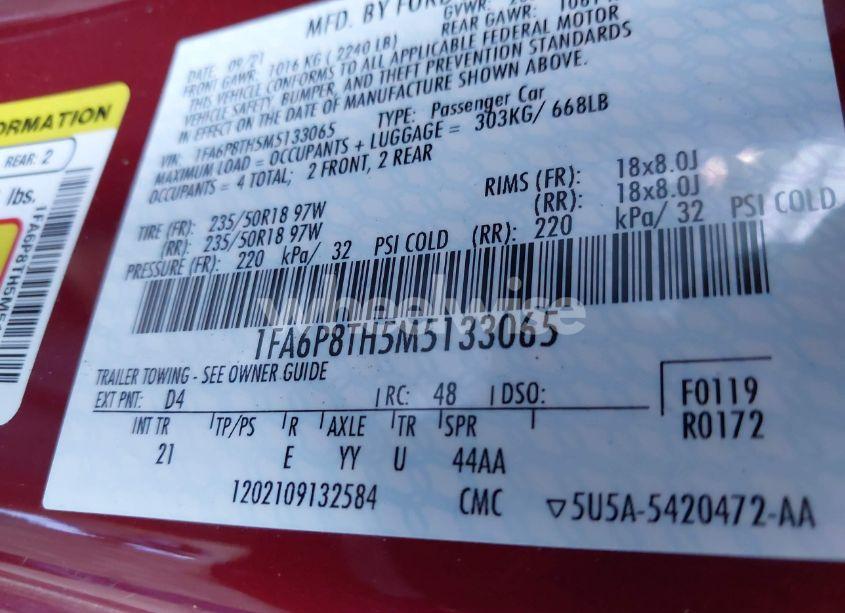 MFD. BY FORD
GVWR:
DATE: 09/21
REAR GAWR:
FRONT GAWR: 1016 KG ( 2240 LB)
THIS VEHICLE CONFORMS TO ALL APPLICABLE FEDERAL MOTOR
VEHICLE SAFETY, BUMPER, AND THEFT PREVENTION STANDARDS
IN EFFECT ON THE DATE OF MANUFACTURE SHOWN ABOVE.
VIN: 1FA6P8TH5M5133065 TYPE: Passenger Car
MAXIMUM LOAD = OCCUPANTS + LUGGAGE = 303KG/ 668LB
OCCUPANTS = 4 TOTAL; 2 FRONT, 2 REAR
RIMS (FR): 18x8.0J
TIRE (FR): 235/50R18 97W (RR): 18x8.0J
(RR): 235/50R18 97W
PRESSURE (FR): 220 kPa/ 32 PSI COLD (RR): 220 kPa/ 32 PSI COLD
wheelwise
1FA6P8TH5M5133065
TRAILER TOWING - SEE OWNER GUIDE
EXT PNT: D4 RC: 48 DSO:
F0119
R0172
INT TR TP/PS R AXLE TR SPR
21 E YY U 44AA
1202109132584 CMC ▽5U5A-5420472-AA
ORMATION
REAR: 2
lbs.
1FA6P8TH5M5